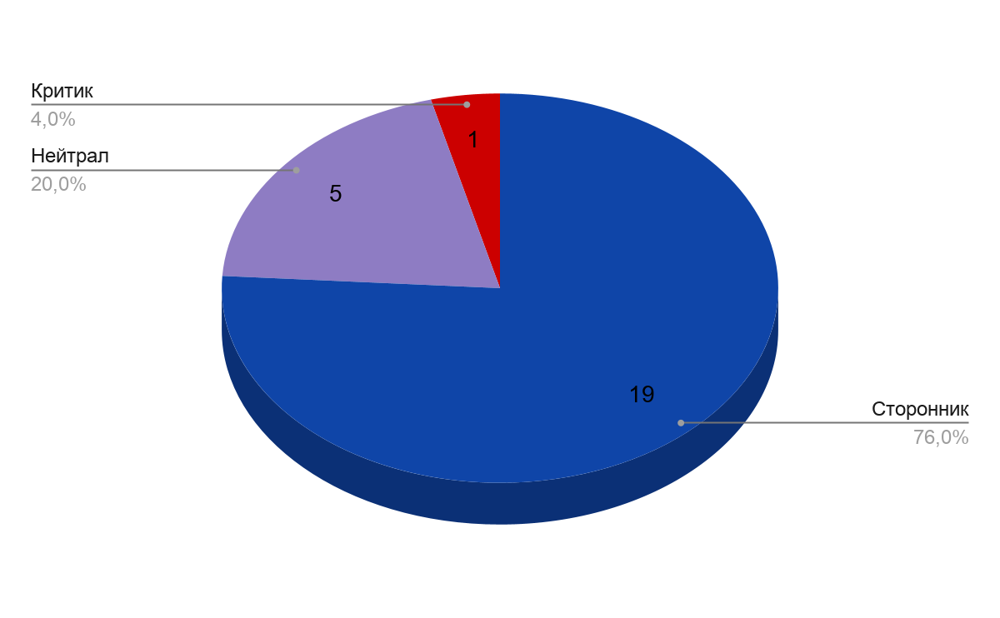 Критик
4,0%
1
Нейтрал
20,0%
5
19
Сторонник
76,0%